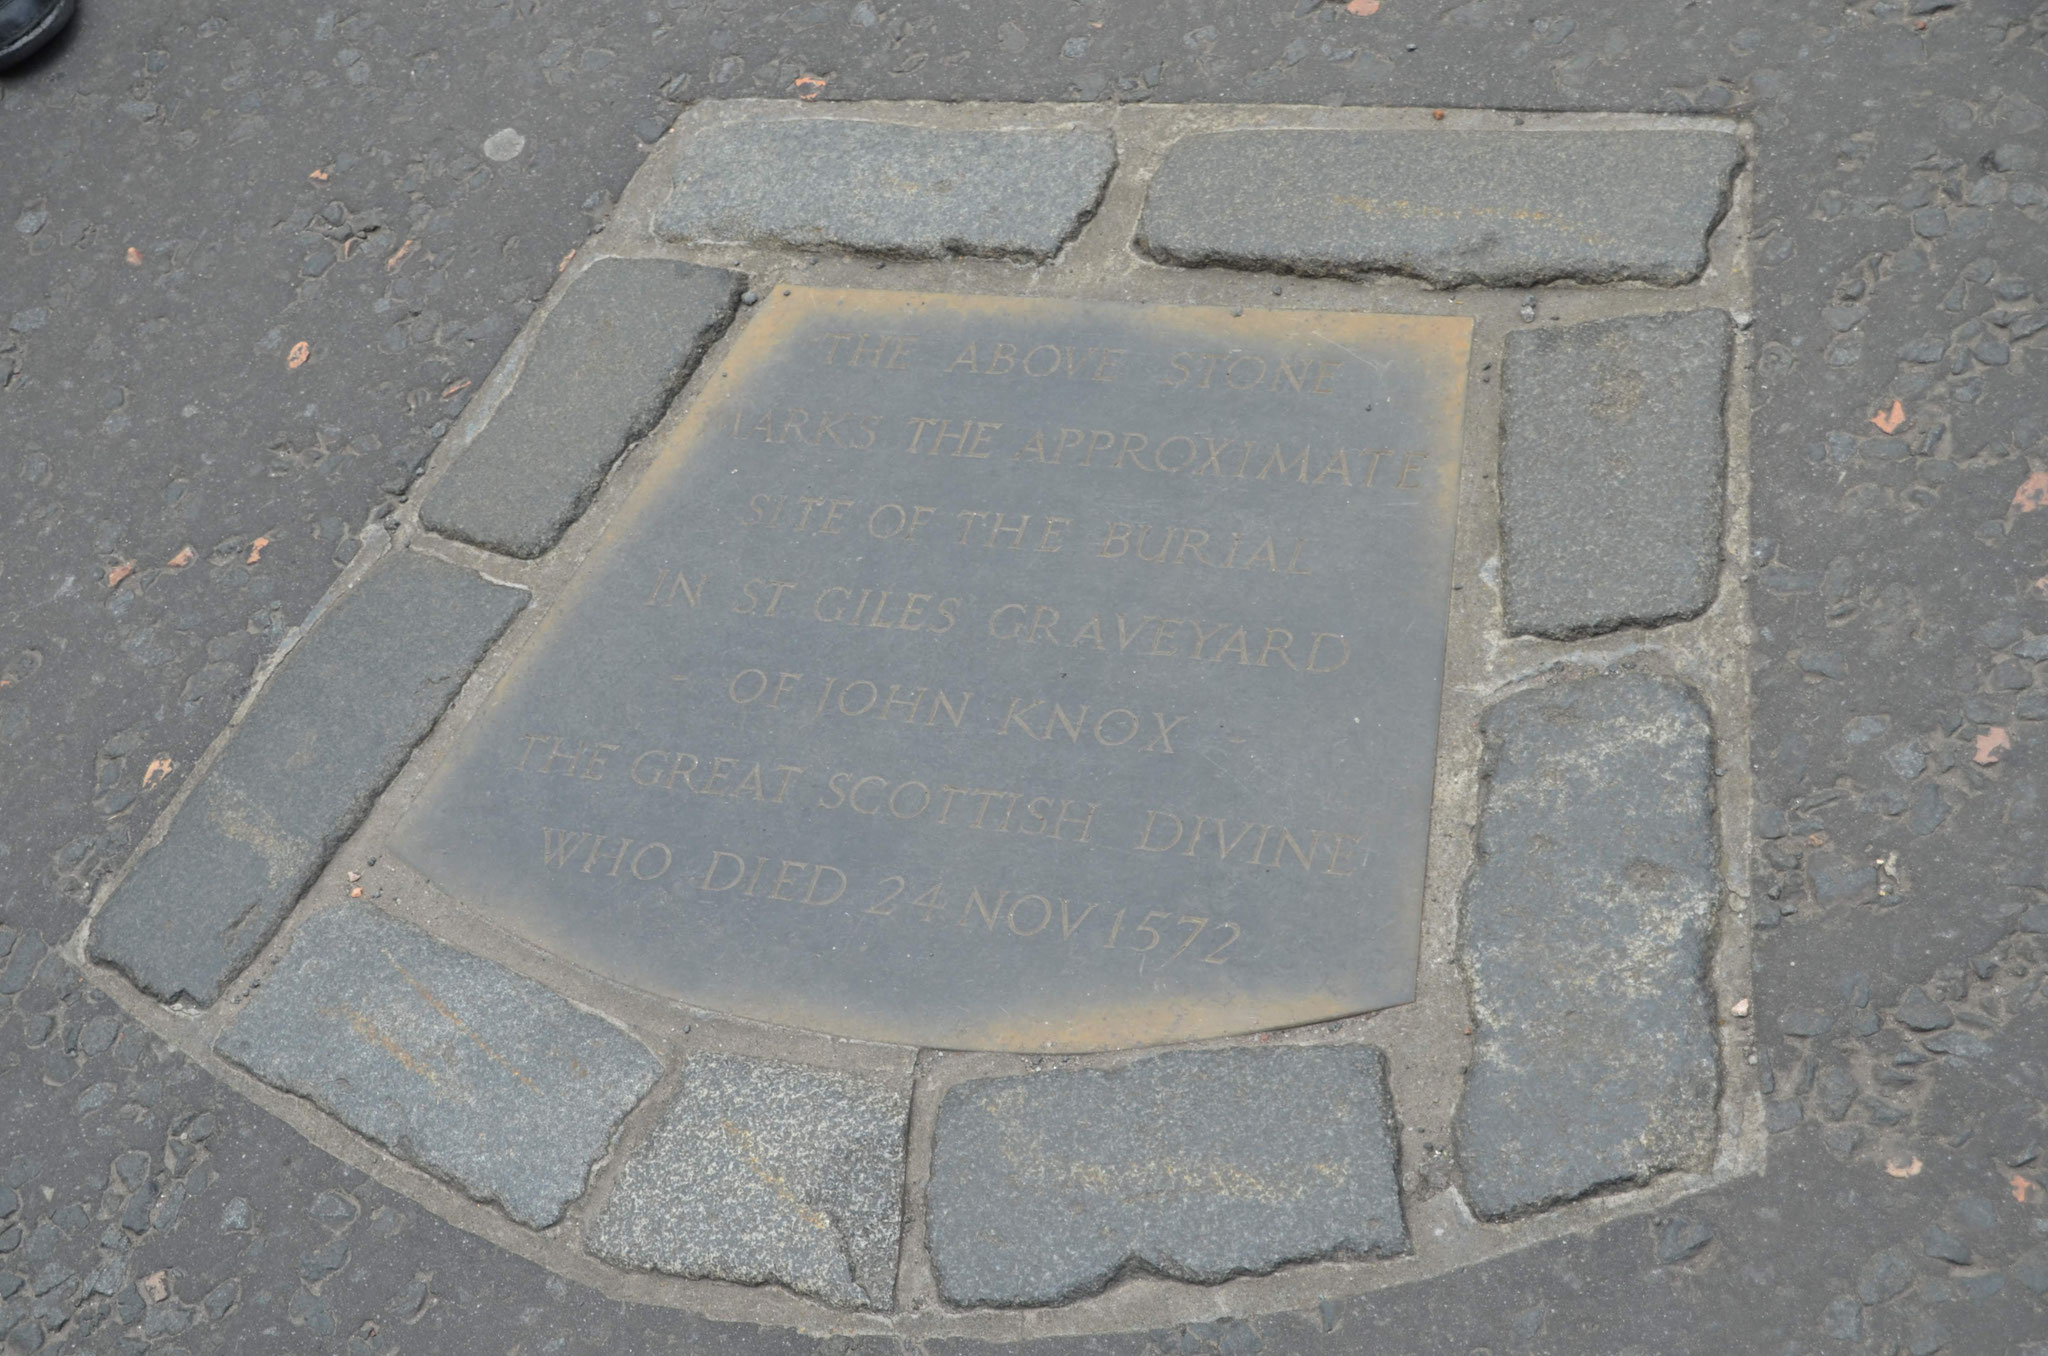 THE ABOVE STONE
MARKS THE APPROXIMATE
SITE OF THE BURIAL
IN ST GILES GRAVEYARD
OF JOHN KNOX
THE GREAT SCOTTISH DIVINE
WHO DIED 24 NOV 1572